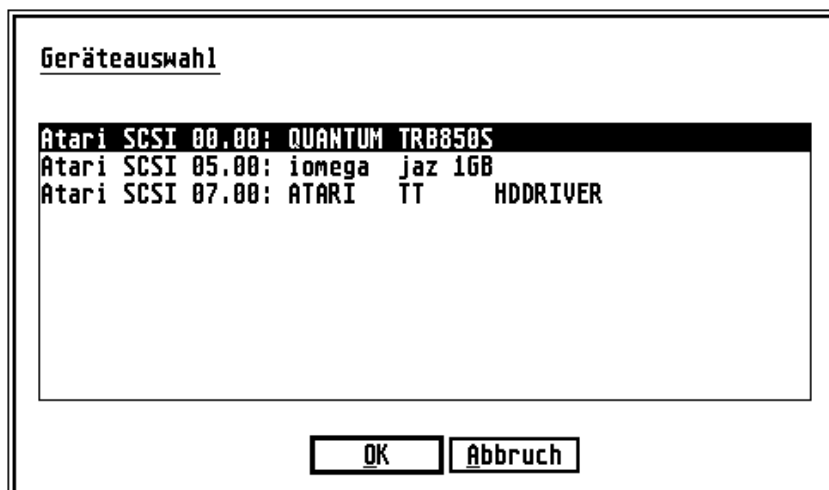 Geräteauswahl
Atari SCSI 00.00: QUANTUM TRB850S
Atari SCSI 05.00: iomega  jaz 1GB
Atari SCSI 07.00: ATARI   TT      HDDRIVER
OK Abbruch